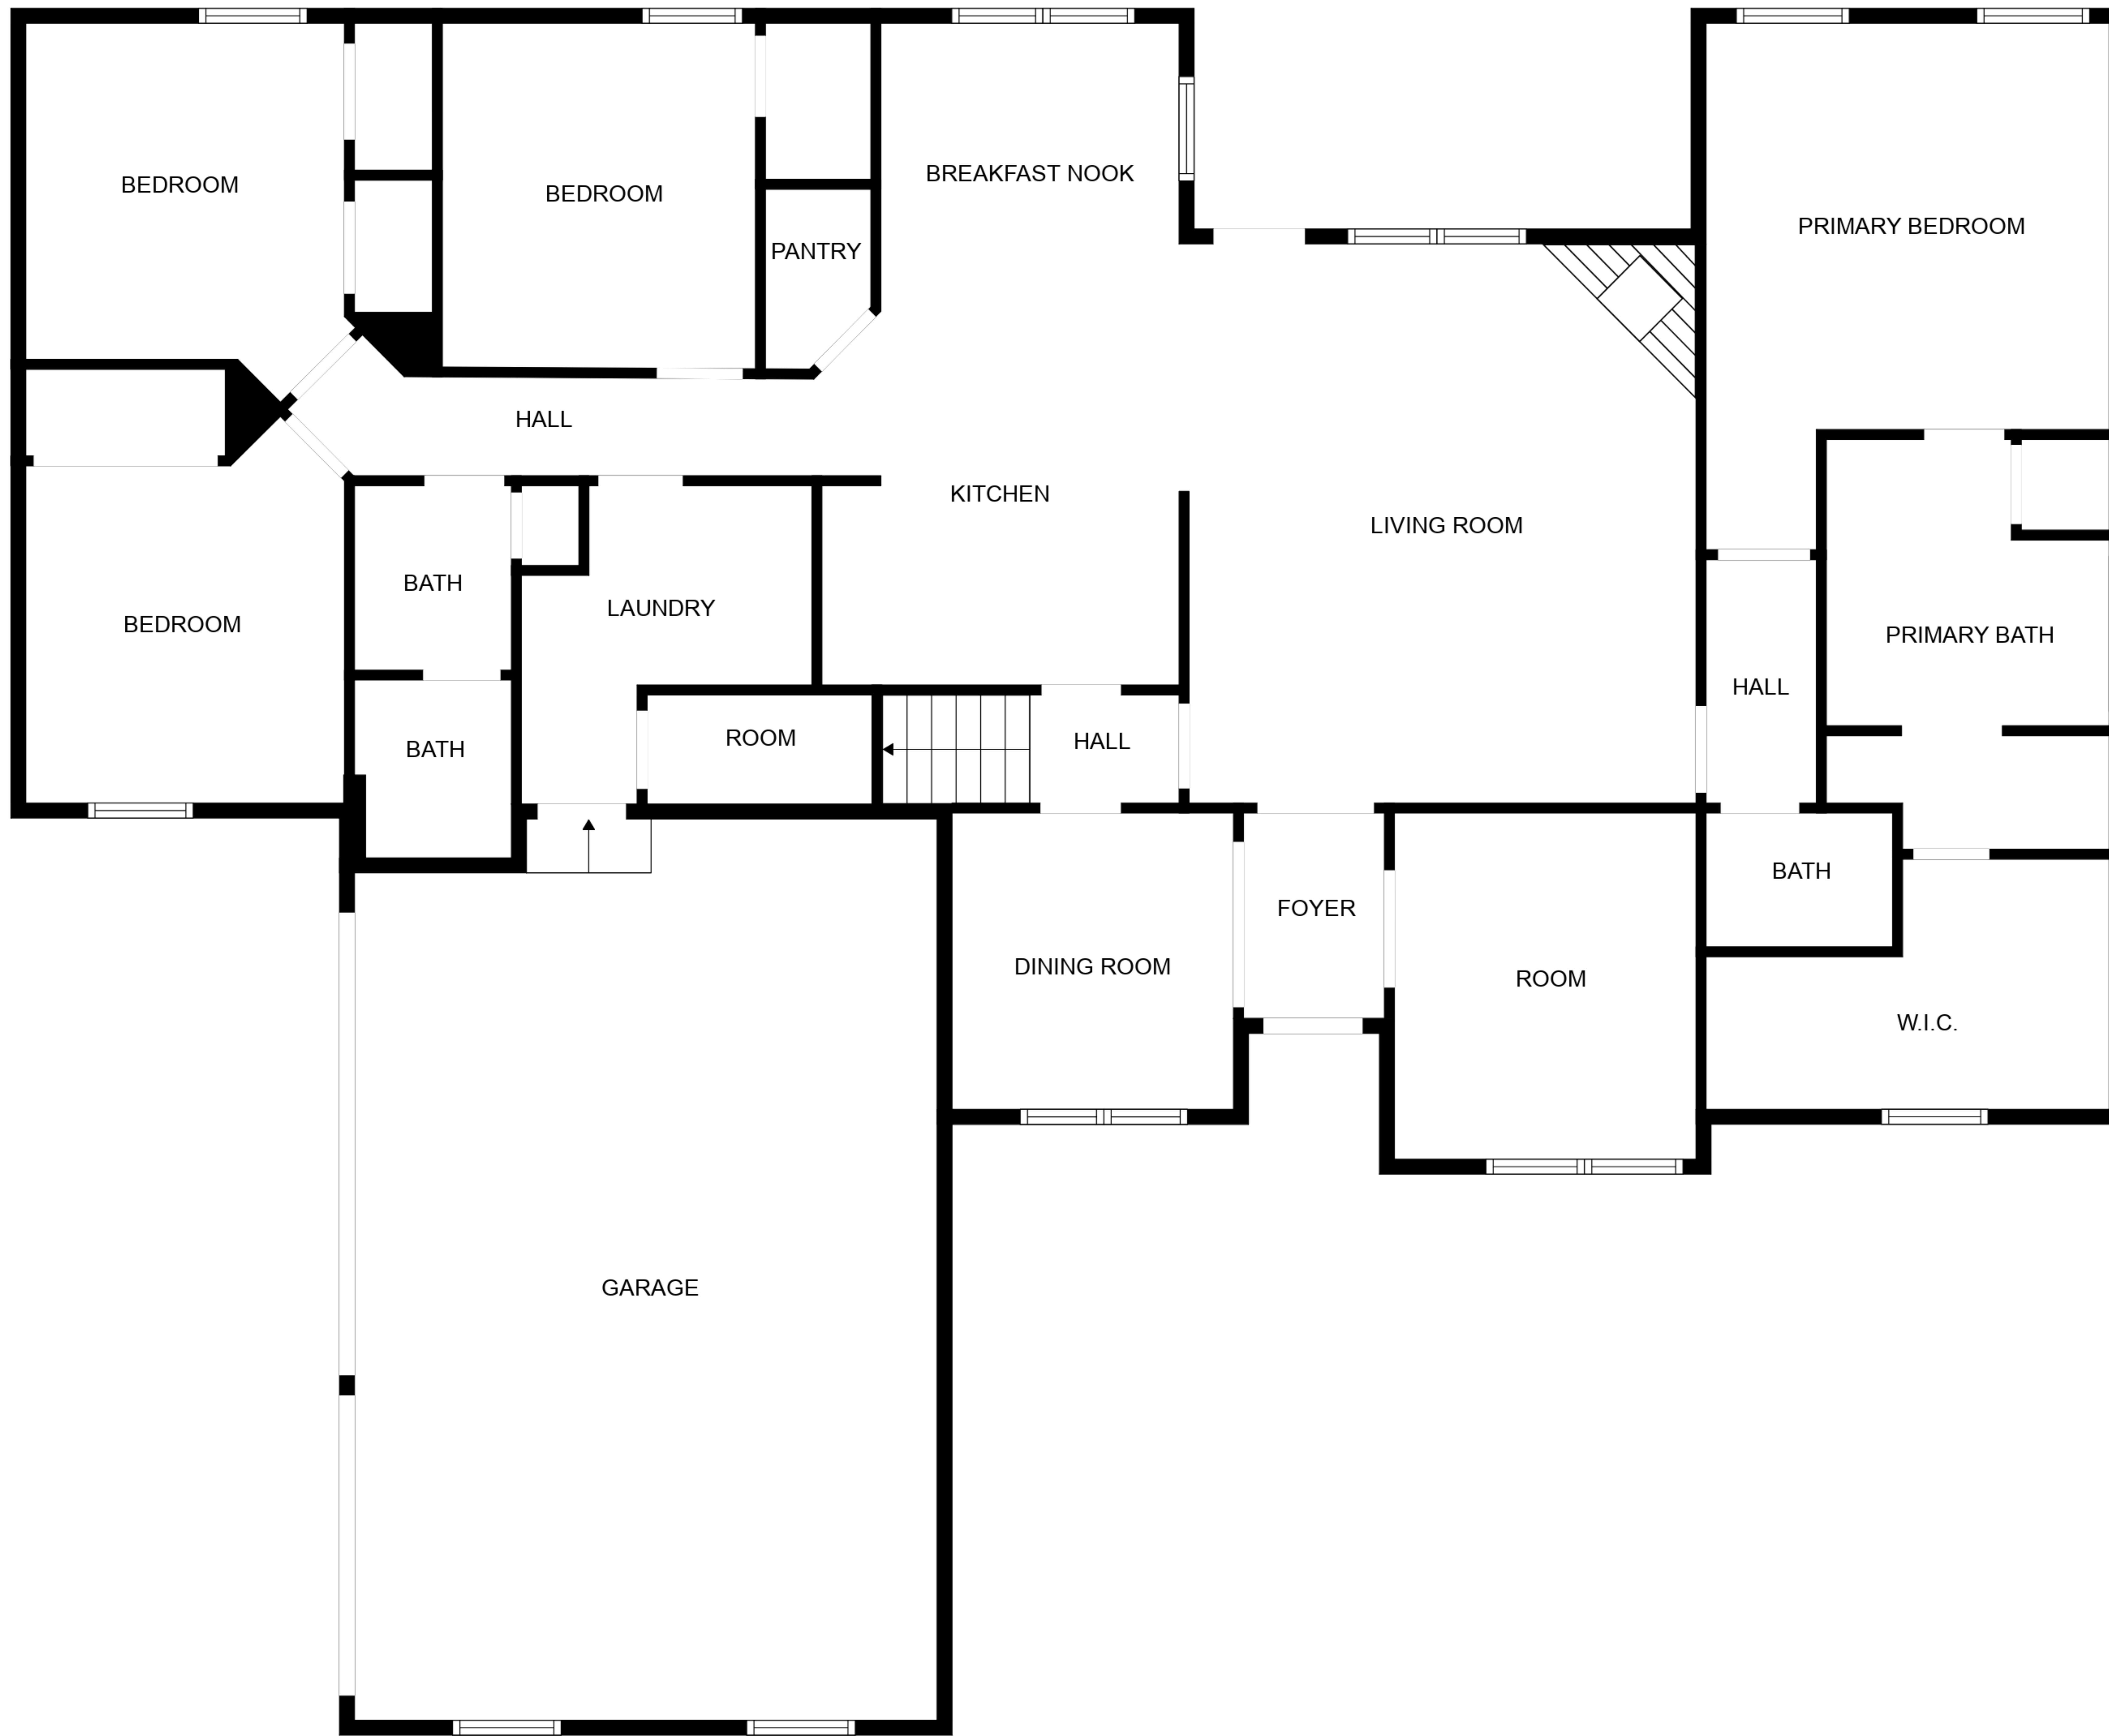 BEDROOM
BEDROOM
BREAKFAST NOOK
PANTRY
PRIMARY BEDROOM
HALL
KITCHEN
LIVING ROOM
BATH
LAUNDRY
BEDROOM
PRIMARY BATH
HALL
BATH
ROOM
HALL
BATH
FOYER
DINING ROOM
ROOM
W.I.C.
GARAGE